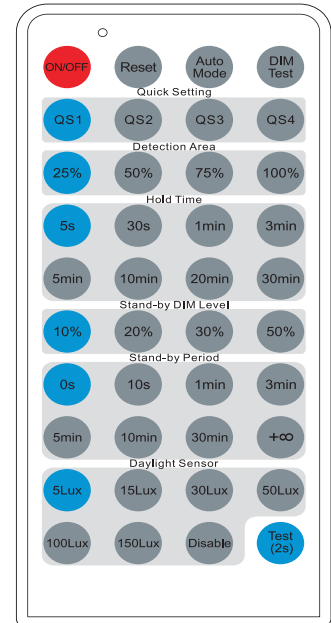 ON/OFF Reset Auto Mode DIM Test
Quick Setting
QS1 QS2 QS3 QS4
Detection Area
25% 50% 75% 100%
Hold Time
5s 30s 1min 3min
5min 10min 20min 30min
Stand-by DIM Level
10% 20% 30% 50%
Stand-by Period
0s 10s 1min 3min
5min 10min 30min +∞
Daylight Sensor
5Lux 15Lux 30Lux 50Lux
100Lux 150Lux Disable Test (2s)